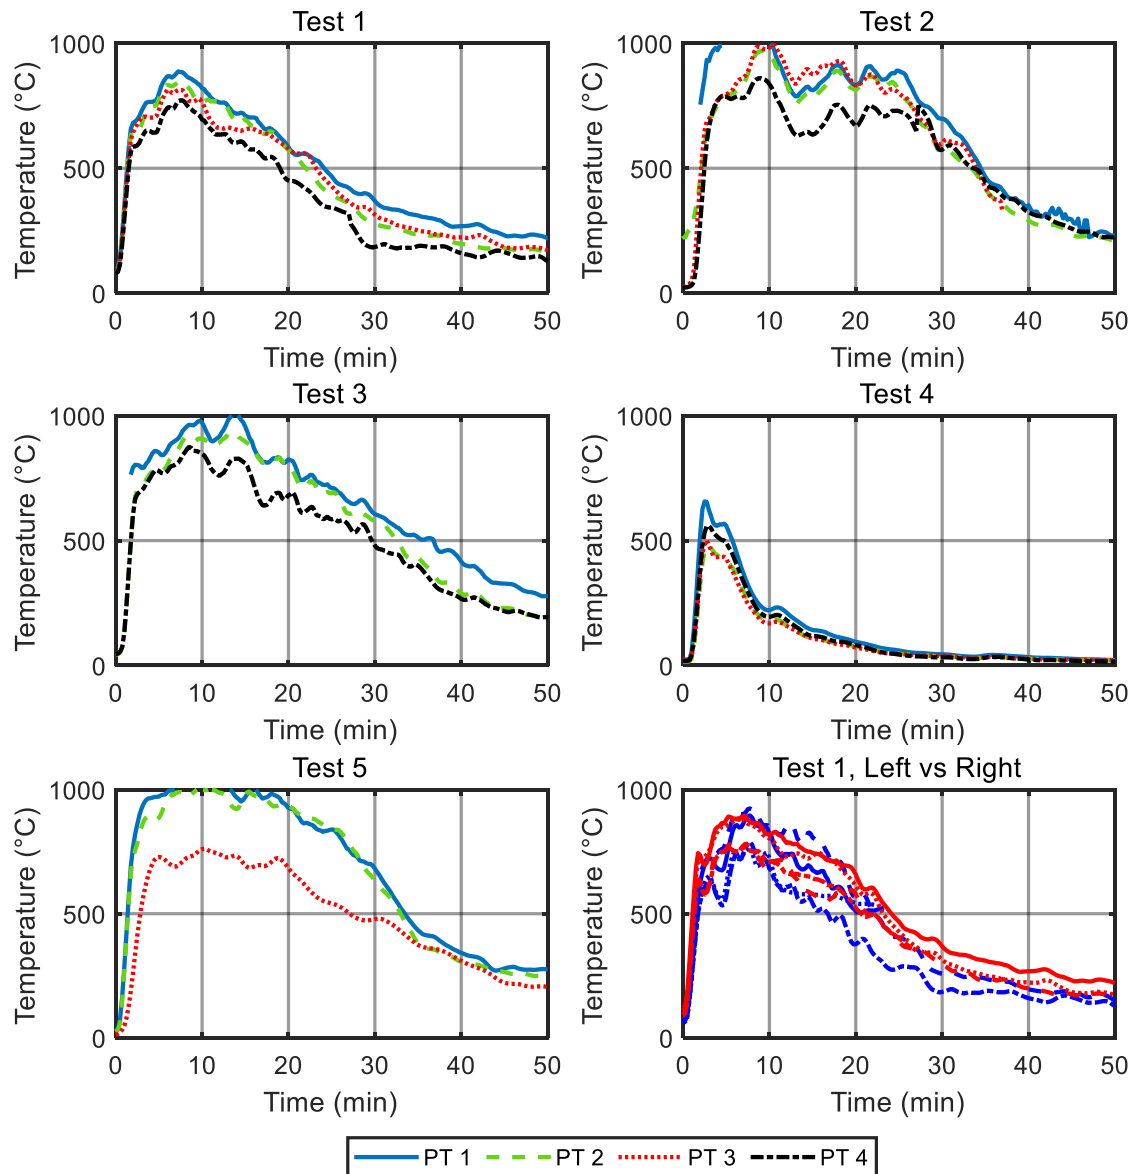 Test 1
Test 2
1000
500
0
Temperature (°C)
0 10 20 30 40 50
Time (min)
1000
500
0
Temperature (°C)
0 10 20 30 40 50
Time (min)
Test 3
Test 4
1000
500
0
Temperature (°C)
0 10 20 30 40 50
Time (min)
1000
500
0
Temperature (°C)
0 10 20 30 40 50
Time (min)
Test 5
Test 1, Left vs Right
1000
500
0
Temperature (°C)
0 10 20 30 40 50
Time (min)
1000
500
0
Temperature (°C)
0 10 20 30 40 50
Time (min)
PT 1 PT 2 PT 3 PT 4